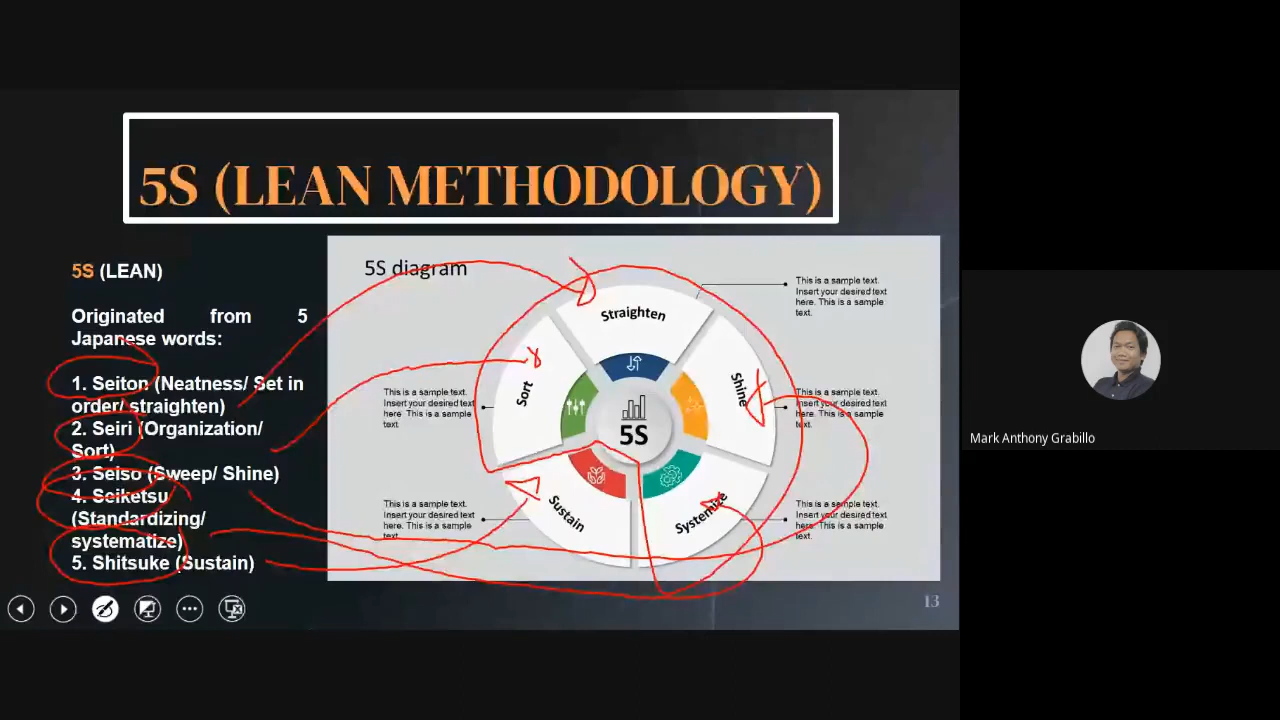 5S (LEAN METHODOLOGY)
5S (LEAN)
Originated from 5
Japanese words:
1. Seiton (Neatness/ Set in
order/ straighten)
2. Seiri (Organization/
Sort)
3. Seiso (Sweep/ Shine)
4. Seiketsu
(Standardizing/
systematize)
5. Shitsuke (Sustain)
5S diagram
Straighten
This is a sample text.
Insert your desired text
here. This is a sample
text.
Sort
This is a sample text.
Insert your desired text
here. This is a sample
text.
Shine
This is a sample text.
Insert your desired text
here. This is a sample
text.
5S
Sustain
This is a sample text.
Insert your desired text
here. This is a sample
text.
Systemize
This is a sample text.
Insert your desired text
here. This is a sample
text.
13
Mark Anthony Grabillo